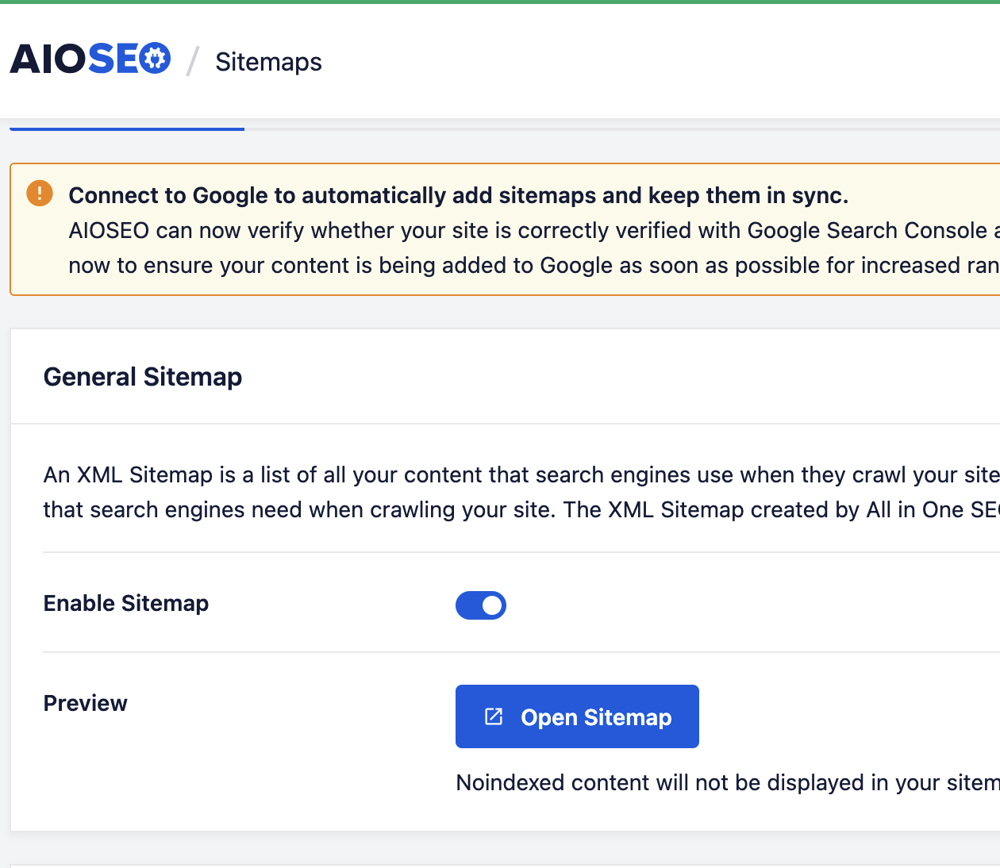 AIOSEO / Sitemaps
Connect to Google to automatically add sitemaps and keep them in sync.
AIOSEO can now verify whether your site is correctly verified with Google Search Console
now to ensure your content is being added to Google as soon as possible for increased
General Sitemap
An XML Sitemap is a list of all your content that search engines use when they crawl your site
that search engines need when crawling your site. The XML Sitemap created by All in One
Enable Sitemap
Preview
Open Sitemap
Noindexed content will not be displayed in your